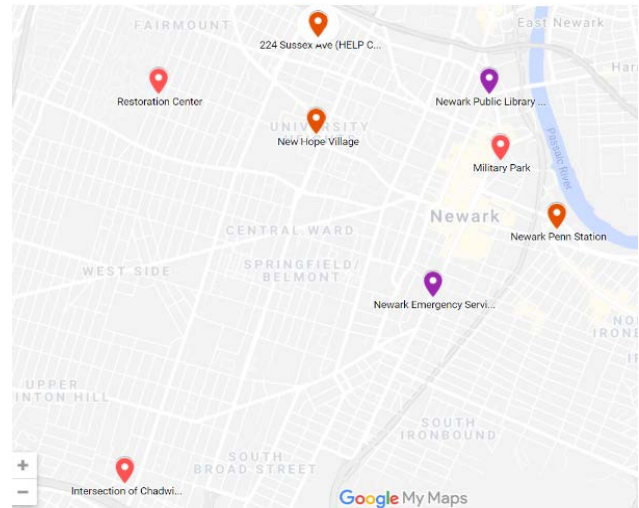 FAIRMOUNT
East Newark
224 Sussex Ave (HELP C...
Harr
Restoration Center
Newark Public Library ...
UNIVERSITY
New Hope Village
Military Park
Passaic River
Newark
Newark Penn Station
CENTRAL WARD
SPRINGFIELD/
BELMONT
WEST SIDE
Newark Emergency Servi...
NO
IRONB
UPPER
INTON HILL
SOUTH
IRONBOUND
SOUTH
BROAD STREET
+
−
Intersection of Chadwi...
Google My Maps